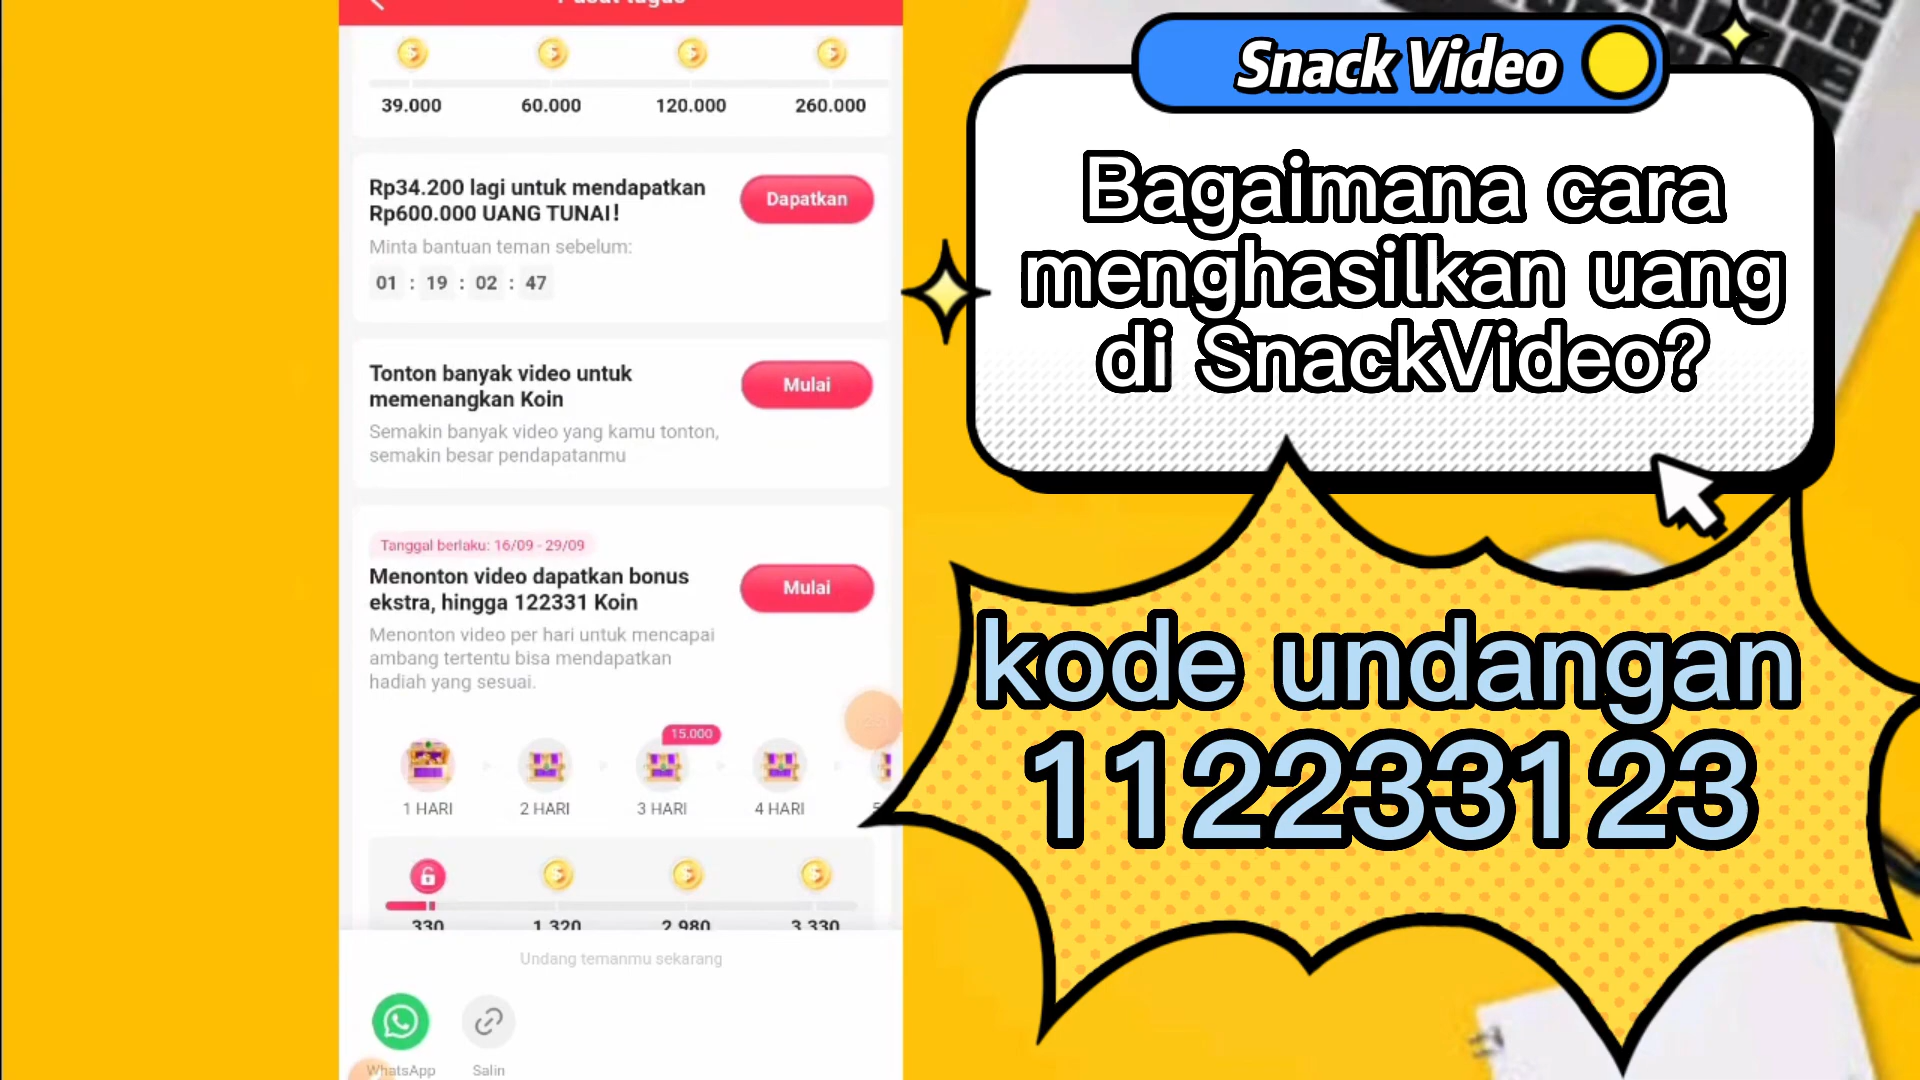 39.000 60.000 120.000 260.000
Rp34.200 lagi untuk mendapatkan
Rp600.000 UANG TUNAI!
Dapatkan
Minta bantuan teman sebelum:
01 : 19 : 02 : 47
Tonton banyak video untuk
memenangkan Koin
Mulai
Semakin banyak video yang kamu tonton,
semakin besar pendapatanmu
Tanggal berlaku: 16/09 - 29/09
Menonton video dapatkan bonus
ekstra, hingga 122331 Koin
Mulai
Menonton video per hari untuk mencapai
ambang tertentu bisa mendapatkan
hadiah yang sesuai.
15.000
1 HARI 2 HARI 3 HARI 4 HARI
330 1.320 2.980 3.330
Undang temanmu sekarang
WhatsApp Salin
Snack Video
Bagaimana cara
menghasilkan uang
di SnackVideo?
kode undangan
112233123